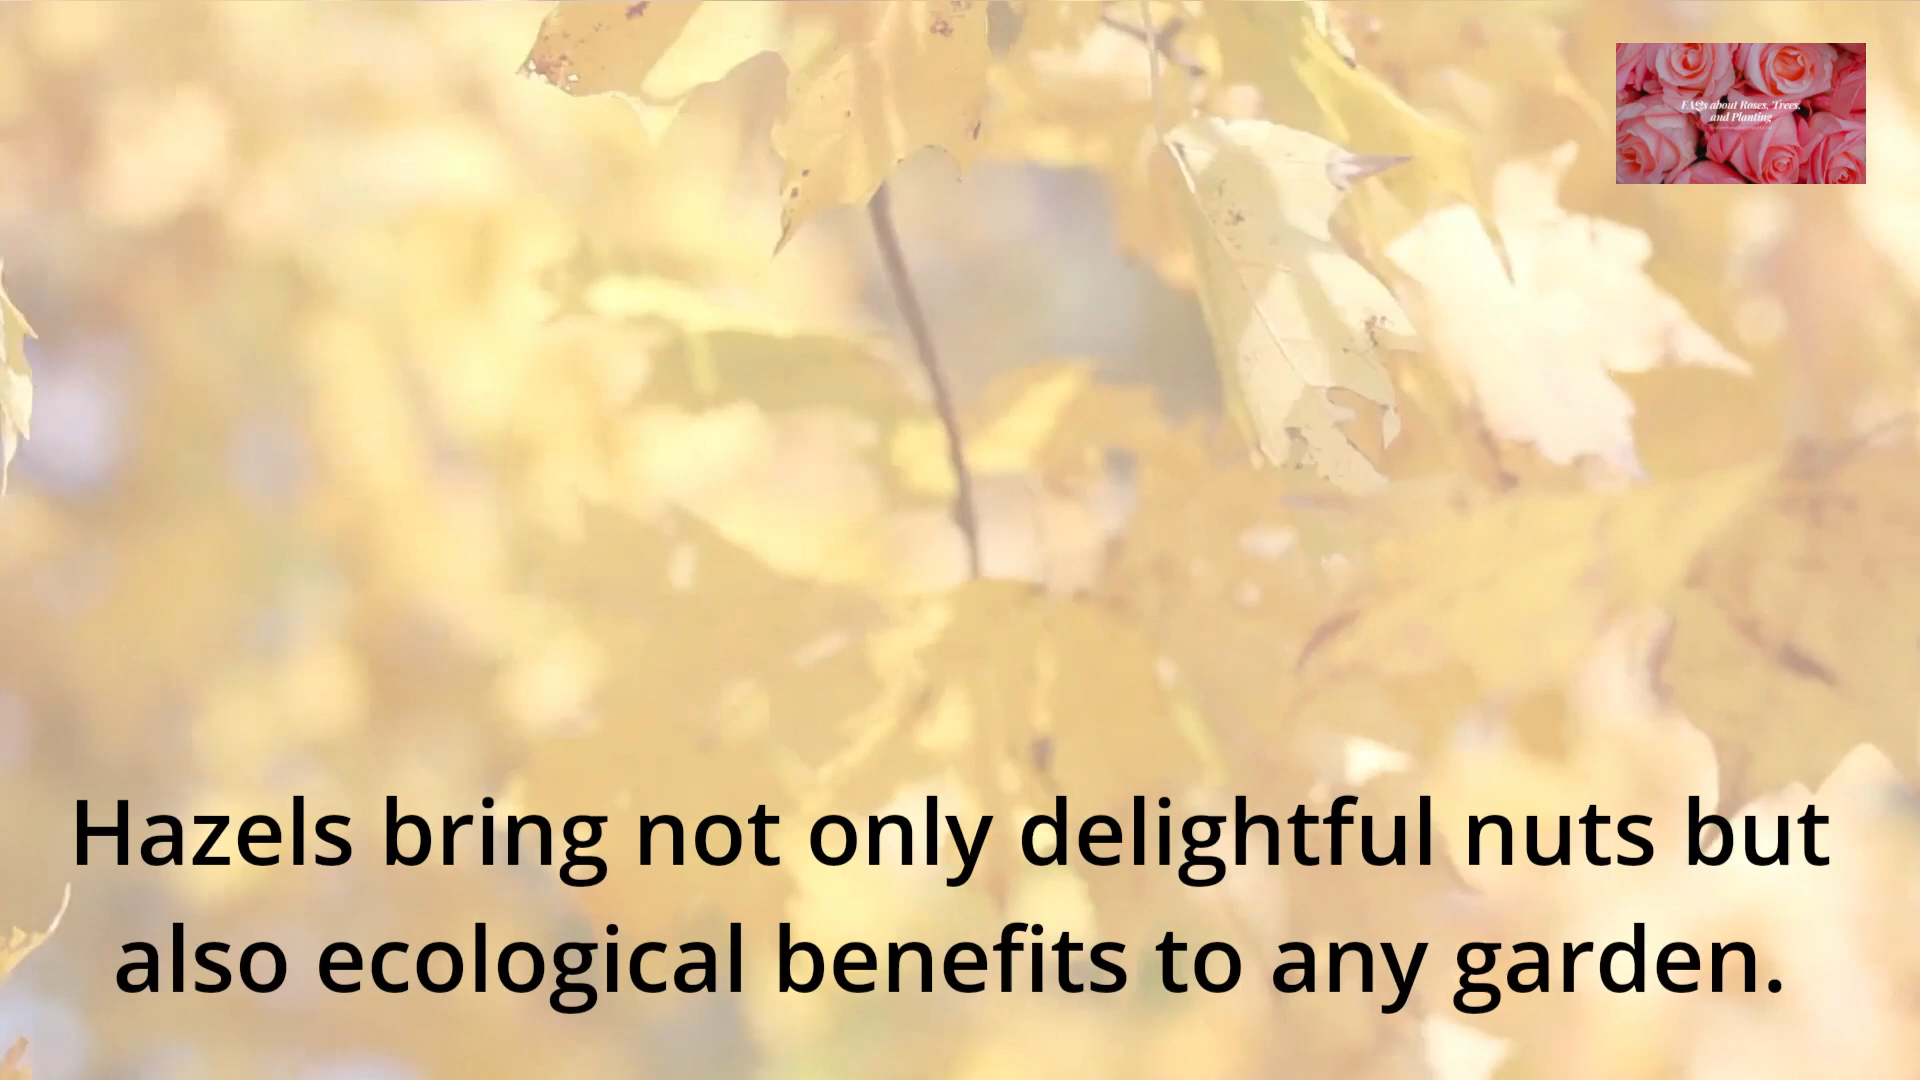 FAQs about Roses, Trees,
and Planting
Hazels bring not only delightful nuts but
also ecological benefits to any garden.